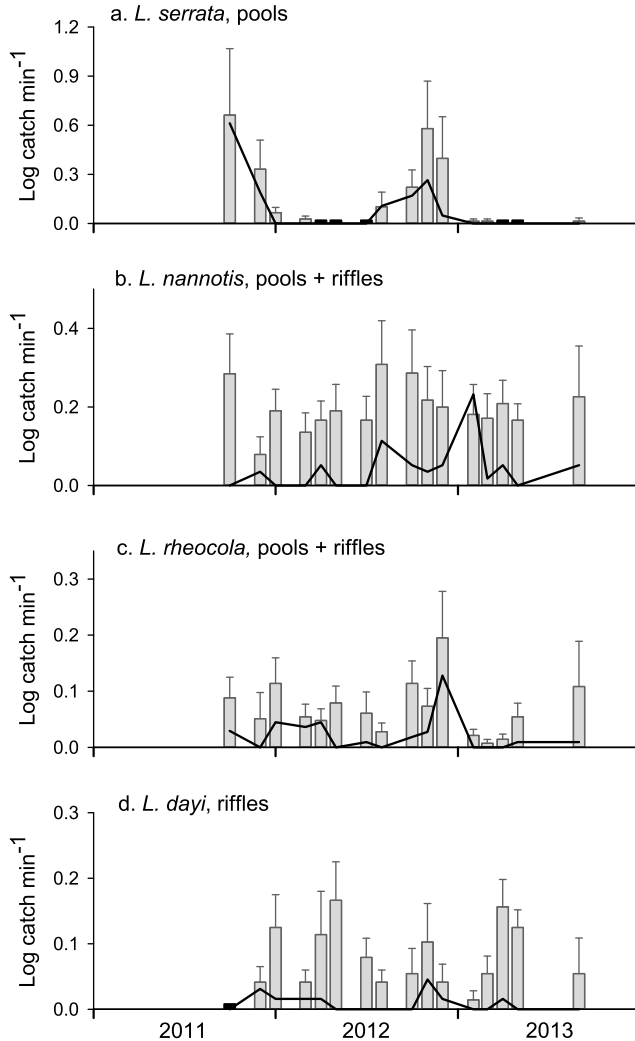 a. L. serrata, pools
1.2
0.9
0.6
0.3
0.0
Log catch min⁻¹
b. L. nannotis, pools + riffles
0.4
0.2
0.0
Log catch min⁻¹
c. L. rheocola, pools + riffles
0.3
0.2
0.1
0.0
Log catch min⁻¹
d. L. dayi, riffles
0.3
0.2
0.1
0.0
Log catch min⁻¹
2011 2012 2013